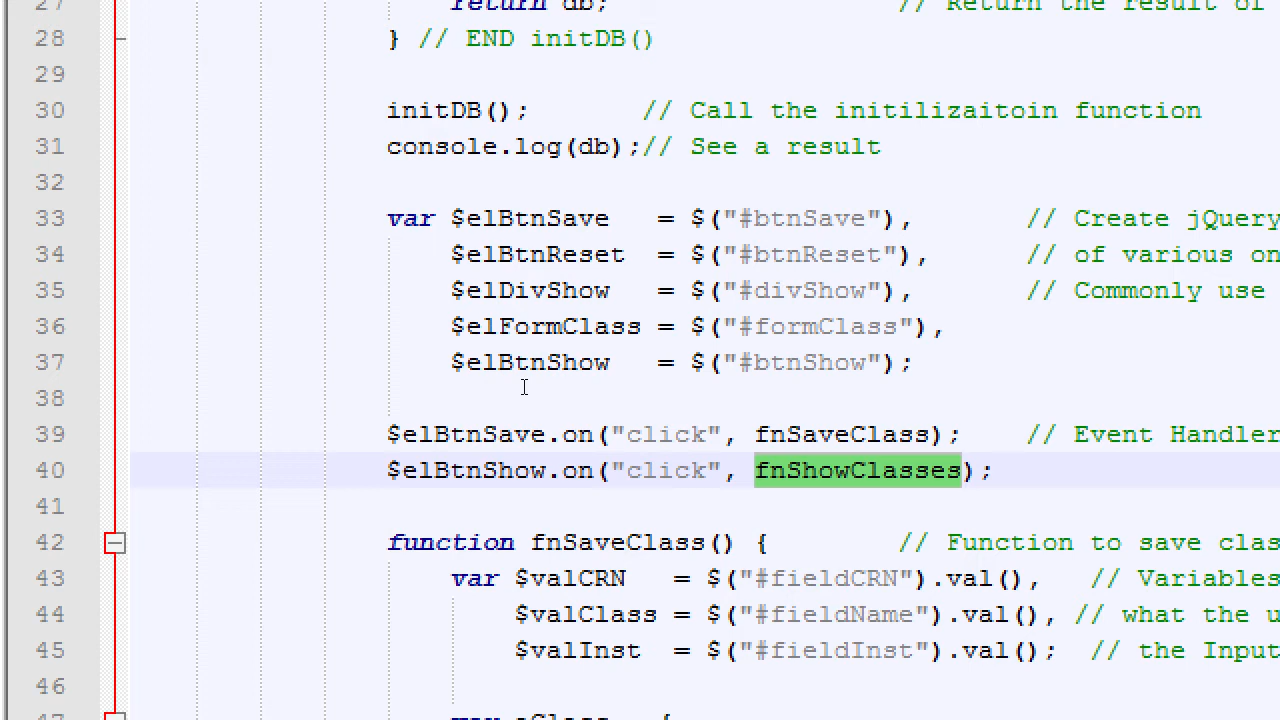 27 return db; // Return the result of
28 } // END initDB()
29
30 initDB(); // Call the initilizaitoin function
31 console.log(db);// See a result
32
33 var $elBtnSave = $("#btnSave"), // Create jQuery
34 $elBtnReset = $("#btnReset"), // of various on
35 $elDivShow = $("#divShow"), // Commonly use
36 $elFormClass = $("#formClass"),
37 $elBtnShow = $("#btnShow");
38
39 $elBtnSave.on("click", fnSaveClass); // Event Handler
40 $elBtnShow.on("click", fnShowClasses);
41
42 function fnSaveClass() { // Function to save clas
43 var $valCRN = $("#fieldCRN").val(), // Variables
44 $valClass = $("#fieldName").val(), // what the u
45 $valInst = $("#fieldInst").val(); // the Input
46
47 var aClass {